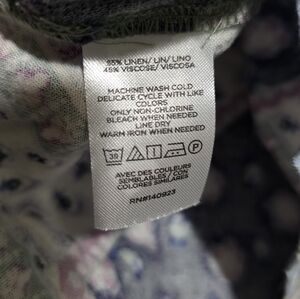 55% LINEN/ LIN/ LINO
45% VISCOSE/ VISCOSA
MACHINE WASH COLD
DELICATE CYCLE WITH LIKE
COLORS
ONLY NON-CHLORINE
BLEACH WHEN NEEDED
LINE DRY
WARM IRON WHEN NEEDED
30 P
AVEC DES COULEURS
SEMBLABLES/ CON
COLORES SIMILARES
RN#140923